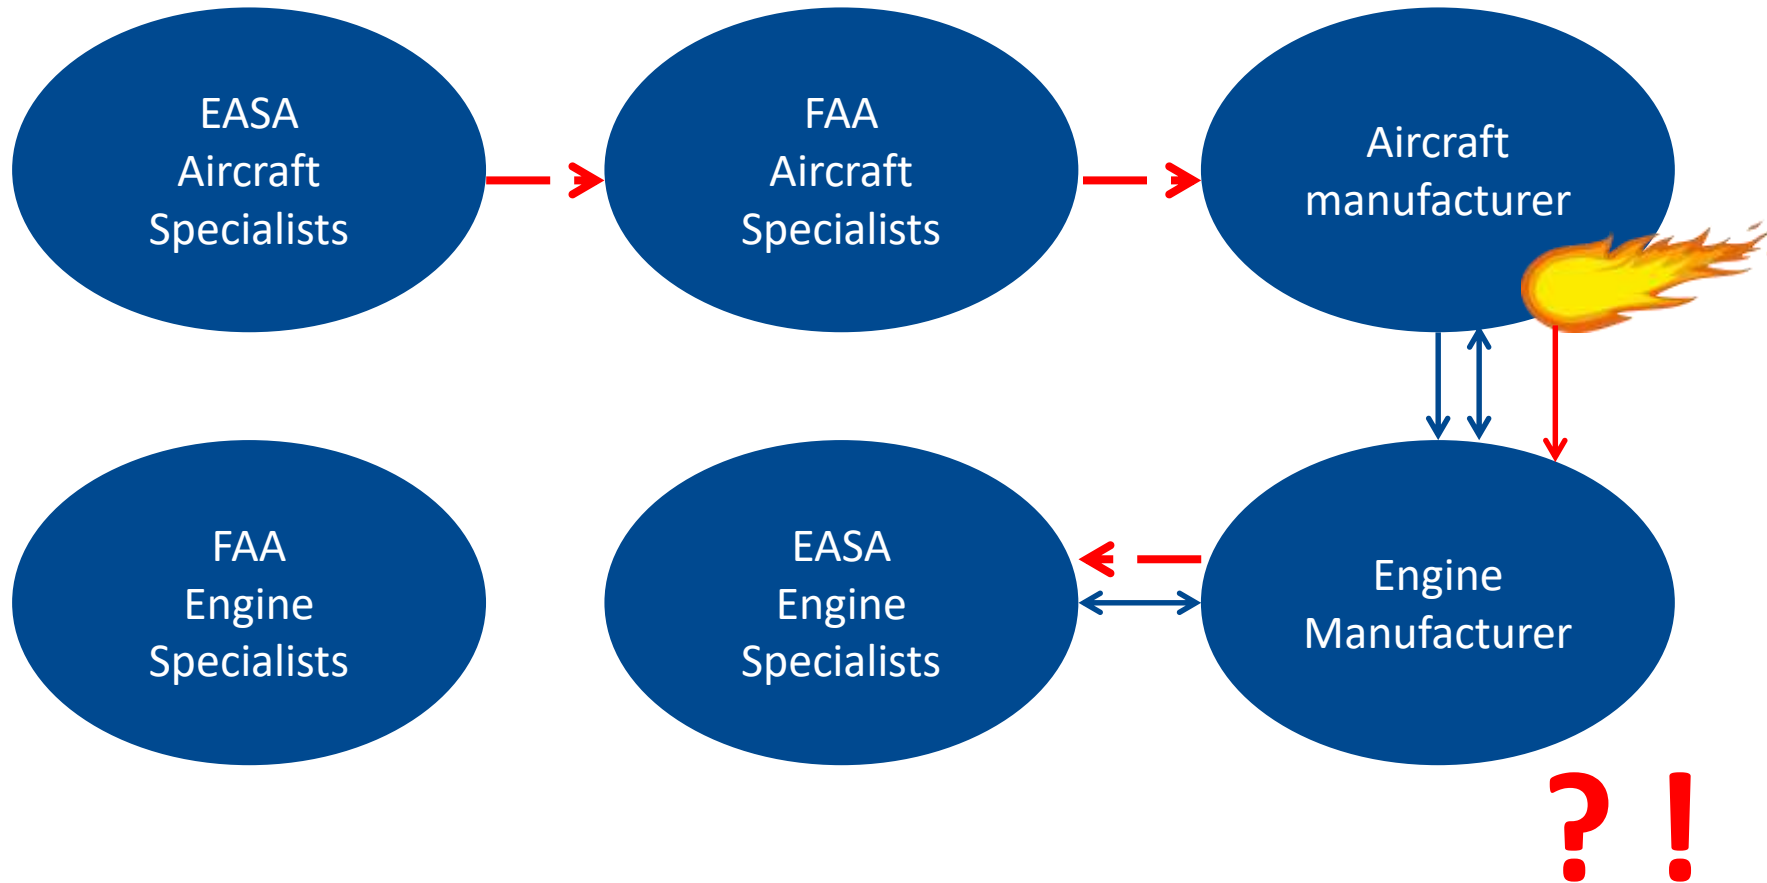 EASA
Aircraft
Specialists
FAA
Aircraft
Specialists
Aircraft
manufacturer
FAA
Engine
Specialists
EASA
Engine
Specialists
Engine
Manufacturer
? !